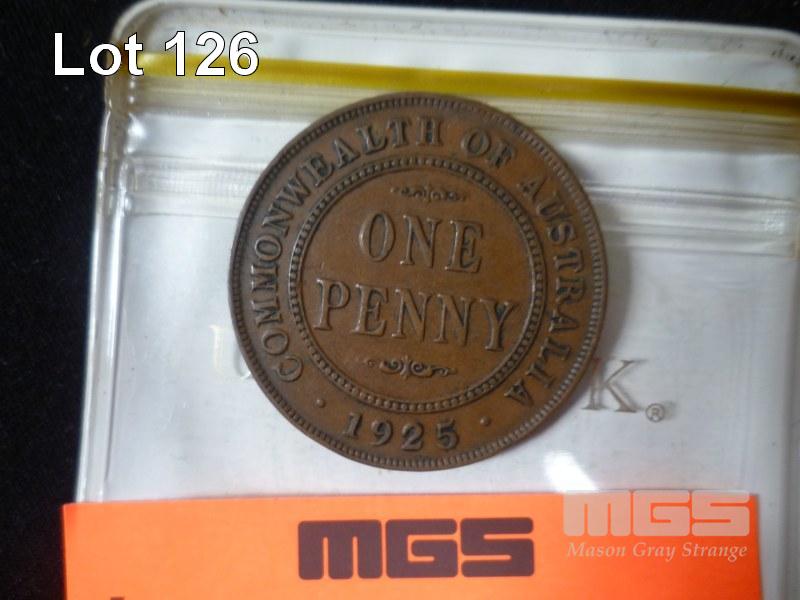 Lot 126
COMMONWEALTH OF AUSTRALIA
ONE
PENNY
· 1925 ·
K.®
MGS
MGS
Mason Gray Strange